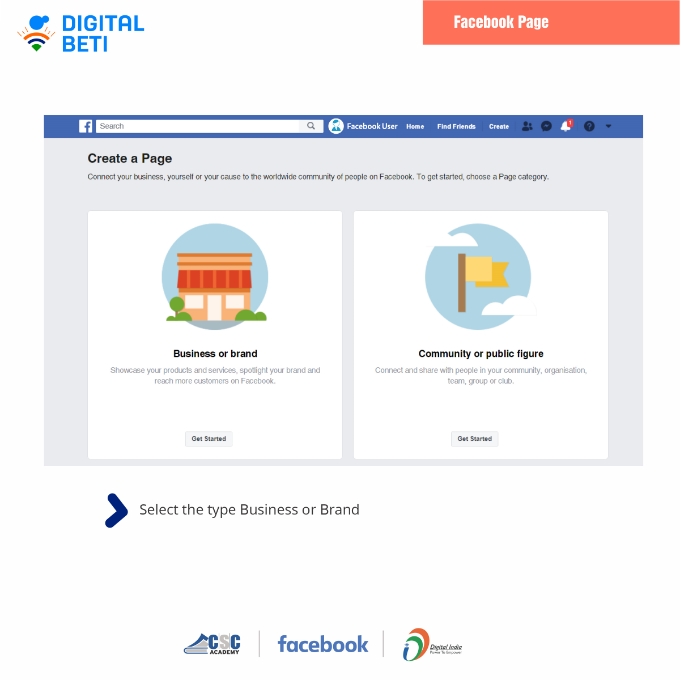 DIGITAL
BETI
Facebook Page
f Search Facebook User Home Find Friends Create
Create a Page
Connect your business, yourself or your cause to the worldwide community of people on Facebook. To get started, choose a Page category.
Business or brand
Showcase your products and services, spotlight your brand and
reach more customers on Facebook.
Get Started
Community or public figure
Connect and share with people in your community, organisation,
team, group or club.
Get Started
Select the type Business or Brand
CSC
ACADEMY
facebook
Digital India
Power To Empower